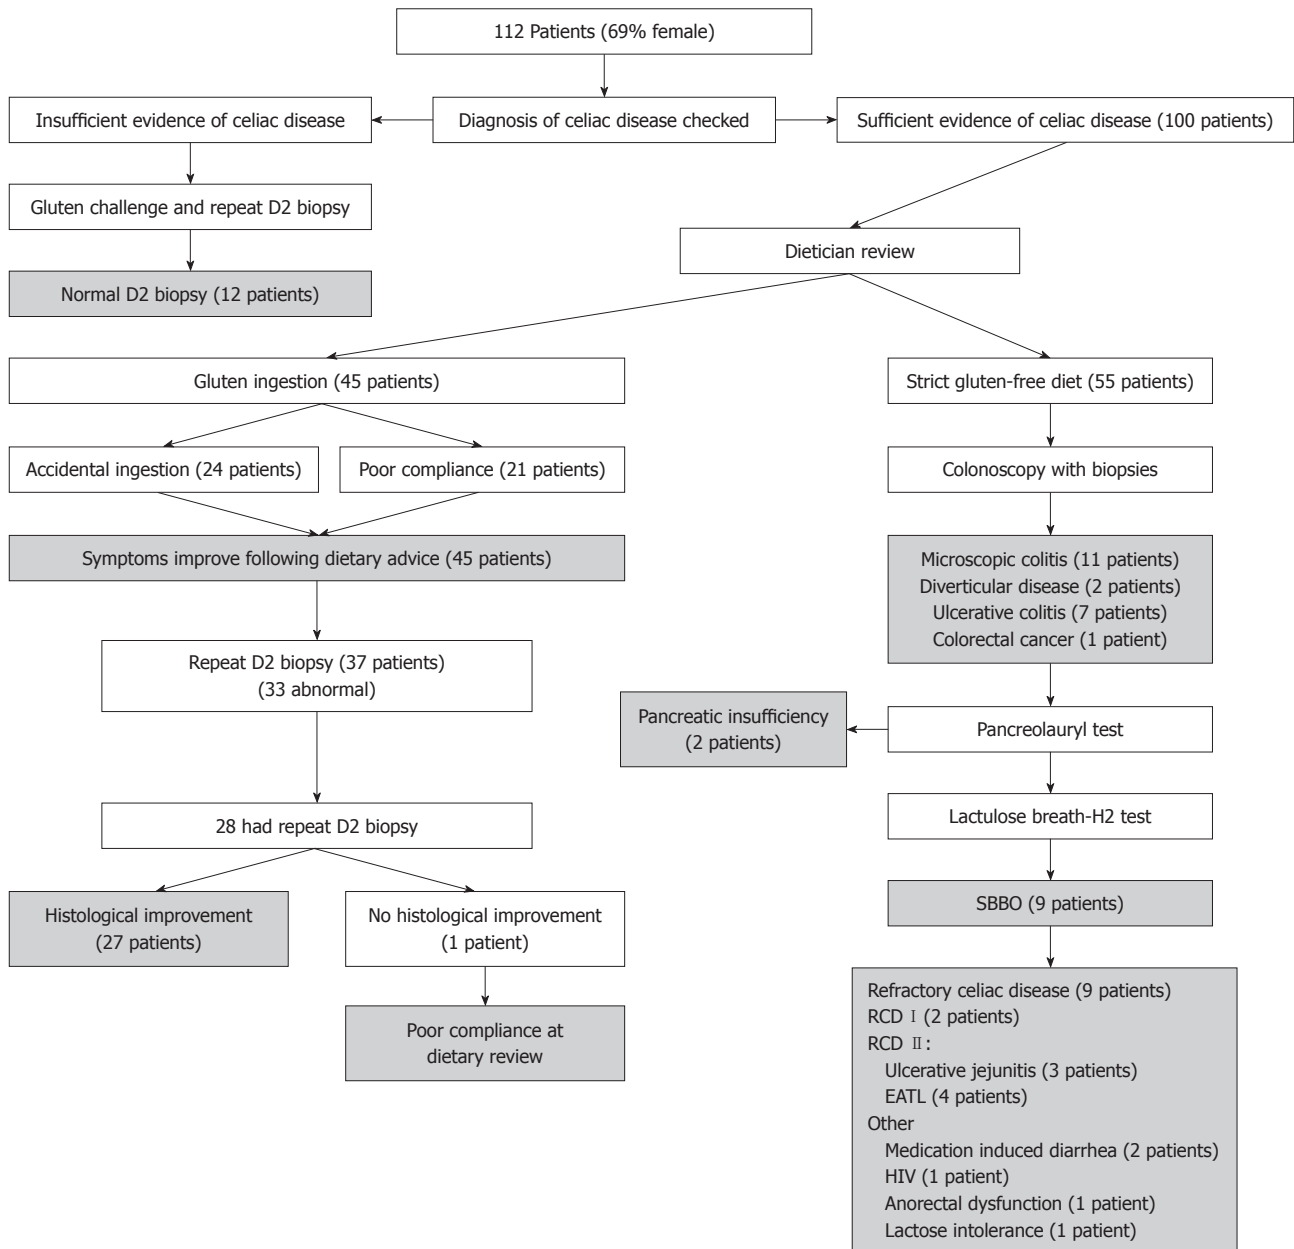 112 Patients (69% female)
Insufficient evidence of celiac disease
Diagnosis of celiac disease checked
Sufficient evidence of celiac disease (100 patients)
Gluten challenge and repeat D2 biopsy
Dietician review
Normal D2 biopsy (12 patients)
Gluten ingestion (45 patients)
Strict gluten-free diet (55 patients)
Accidental ingestion (24 patients)
Poor compliance (21 patients)
Colonoscopy with biopsies
Symptoms improve following dietary advice (45 patients)
Microscopic colitis (11 patients)
Diverticular disease (2 patients)
Ulcerative colitis (7 patients)
Colorectal cancer (1 patient)
Repeat D2 biopsy (37 patients)
(33 abnormal)
Pancreatic insufficiency
(2 patients)
Pancreolauryl test
28 had repeat D2 biopsy
Lactulose breath-H2 test
Histological improvement
(27 patients)
No histological improvement
(1 patient)
SBBO (9 patients)
Poor compliance at
dietary review
Refractory celiac disease (9 patients)
RCD Ⅰ (2 patients)
RCD Ⅱ:
Ulcerative jejunitis (3 patients)
EATL (4 patients)
Other
Medication induced diarrhea (2 patients)
HIV (1 patient)
Anorectal dysfunction (1 patient)
Lactose intolerance (1 patient)